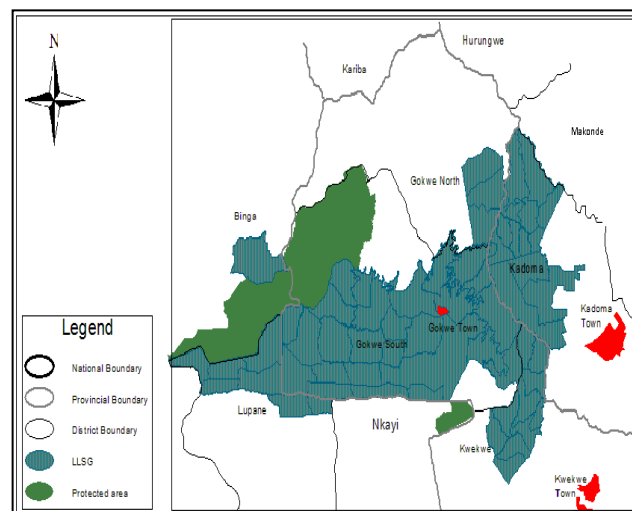 N
Hurungwe
Kariba
Makonde
Gokwe North
Binga
Kadoma
Kadoma
Town
Gokwe Town
Gokwe South
Lupane
Nkayi
Kwekwe
Kwekwe
Town
Legend
National Boundary
Provincial Boundary
District Boundary
LLSG
Protected area